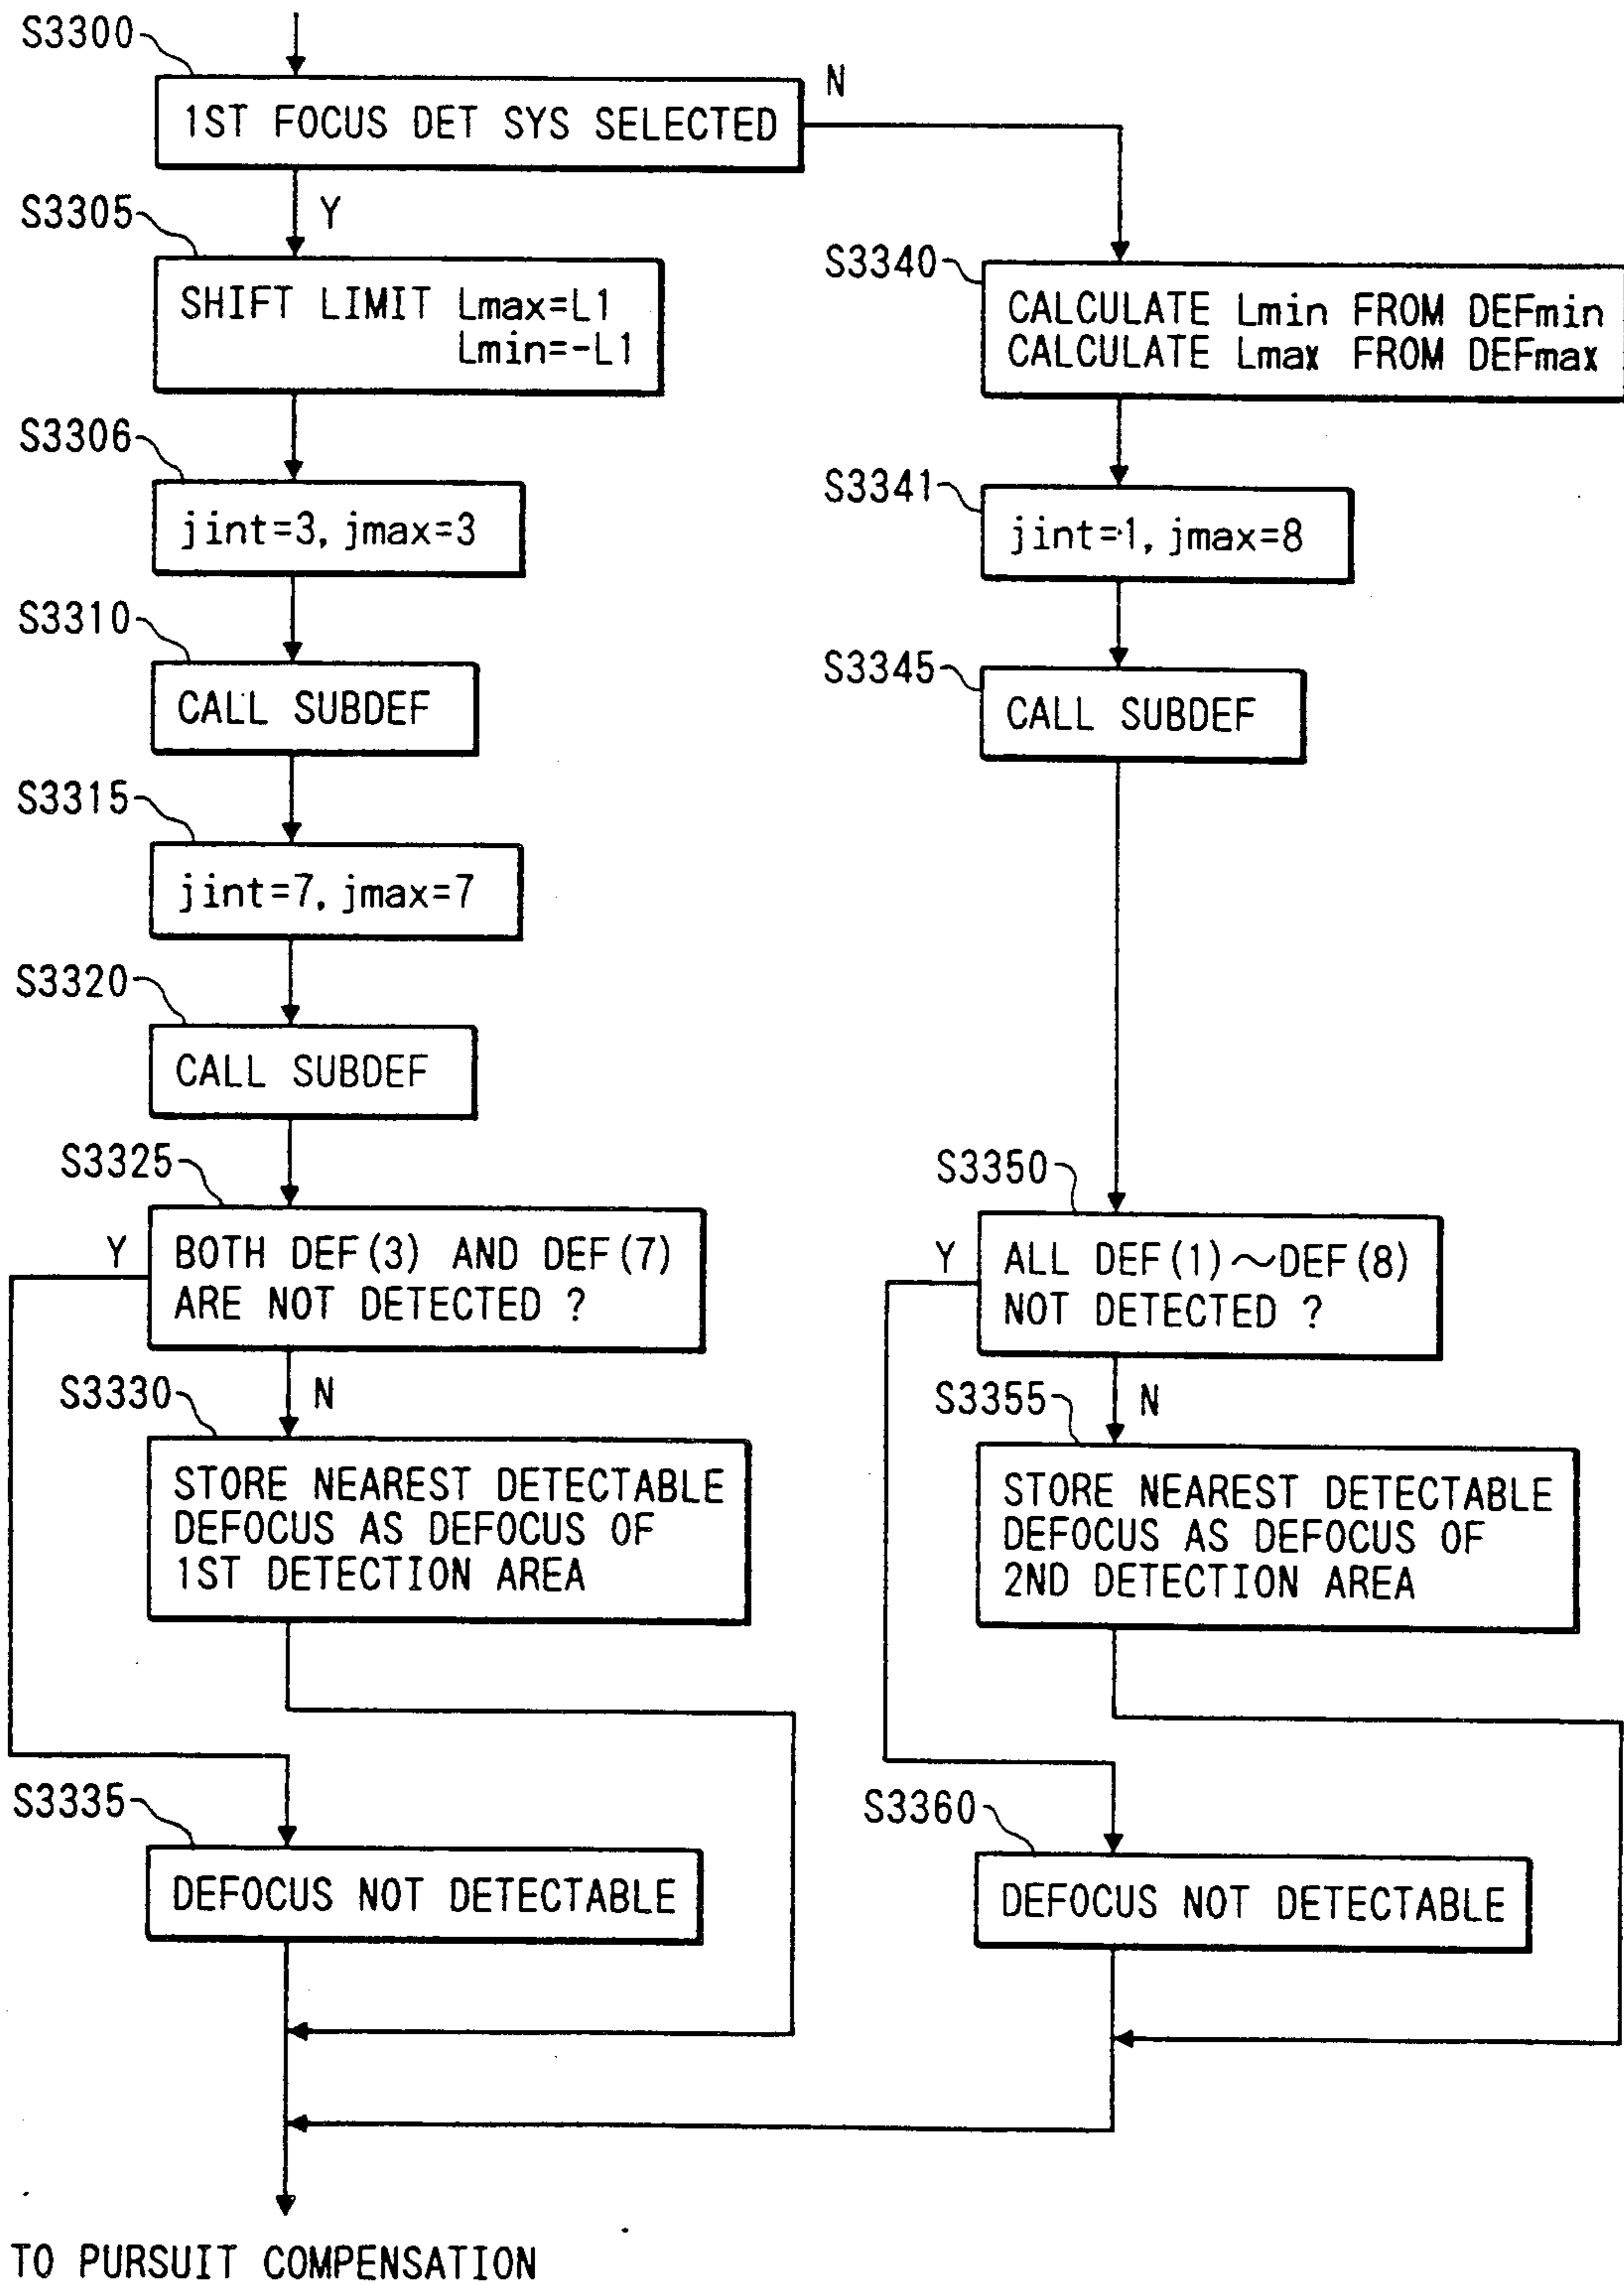 S3300
1ST FOCUS DET SYS SELECTED
N
Y
S3305
SHIFT LIMIT Lmax=L1
Lmin=-L1
S3306
jint=3, jmax=3
S3310
CALL SUBDEF
S3315
jint=7, jmax=7
S3320
CALL SUBDEF
S3325
Y
BOTH DEF(3) AND DEF(7)
ARE NOT DETECTED ?
N
S3330
STORE NEAREST DETECTABLE
DEFOCUS AS DEFOCUS OF
1ST DETECTION AREA
S3335
DEFOCUS NOT DETECTABLE
S3340
CALCULATE Lmin FROM DEFmin
CALCULATE Lmax FROM DEFmax
S3341
jint=1, jmax=8
S3345
CALL SUBDEF
S3350
Y
ALL DEF(1)~DEF(8)
NOT DETECTED ?
N
S3355
STORE NEAREST DETECTABLE
DEFOCUS AS DEFOCUS OF
2ND DETECTION AREA
S3360
DEFOCUS NOT DETECTABLE
TO PURSUIT COMPENSATION